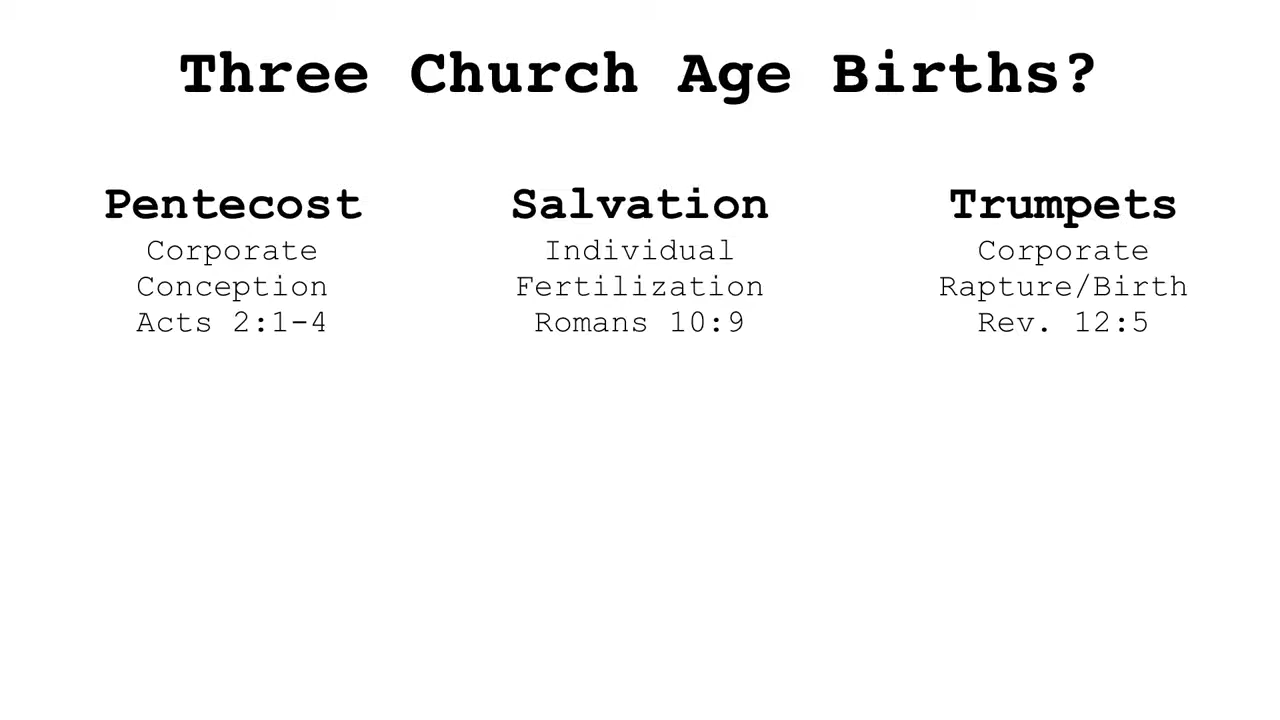 Three Church Age Births?
Pentecost
Corporate
Conception
Acts 2:1-4
Salvation
Individual
Fertilization
Romans 10:9
Trumpets
Corporate
Rapture/Birth
Rev. 12:5